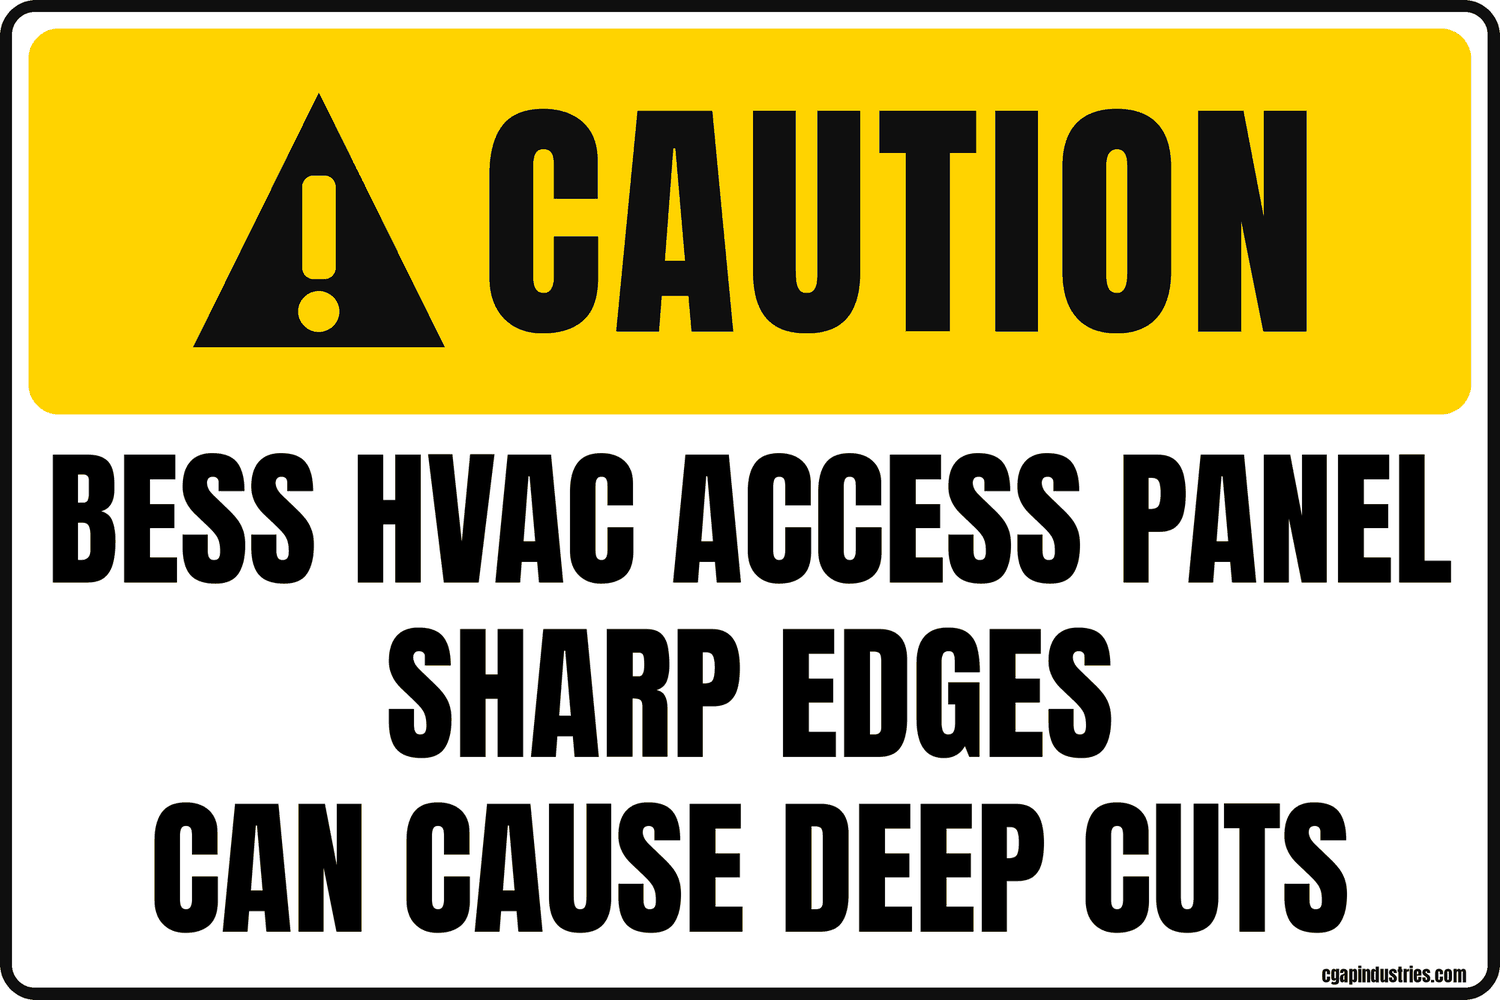 CAUTION
BESS HVAC ACCESS PANEL
SHARP EDGES
CAN CAUSE DEEP CUTS
cgapindustries.com